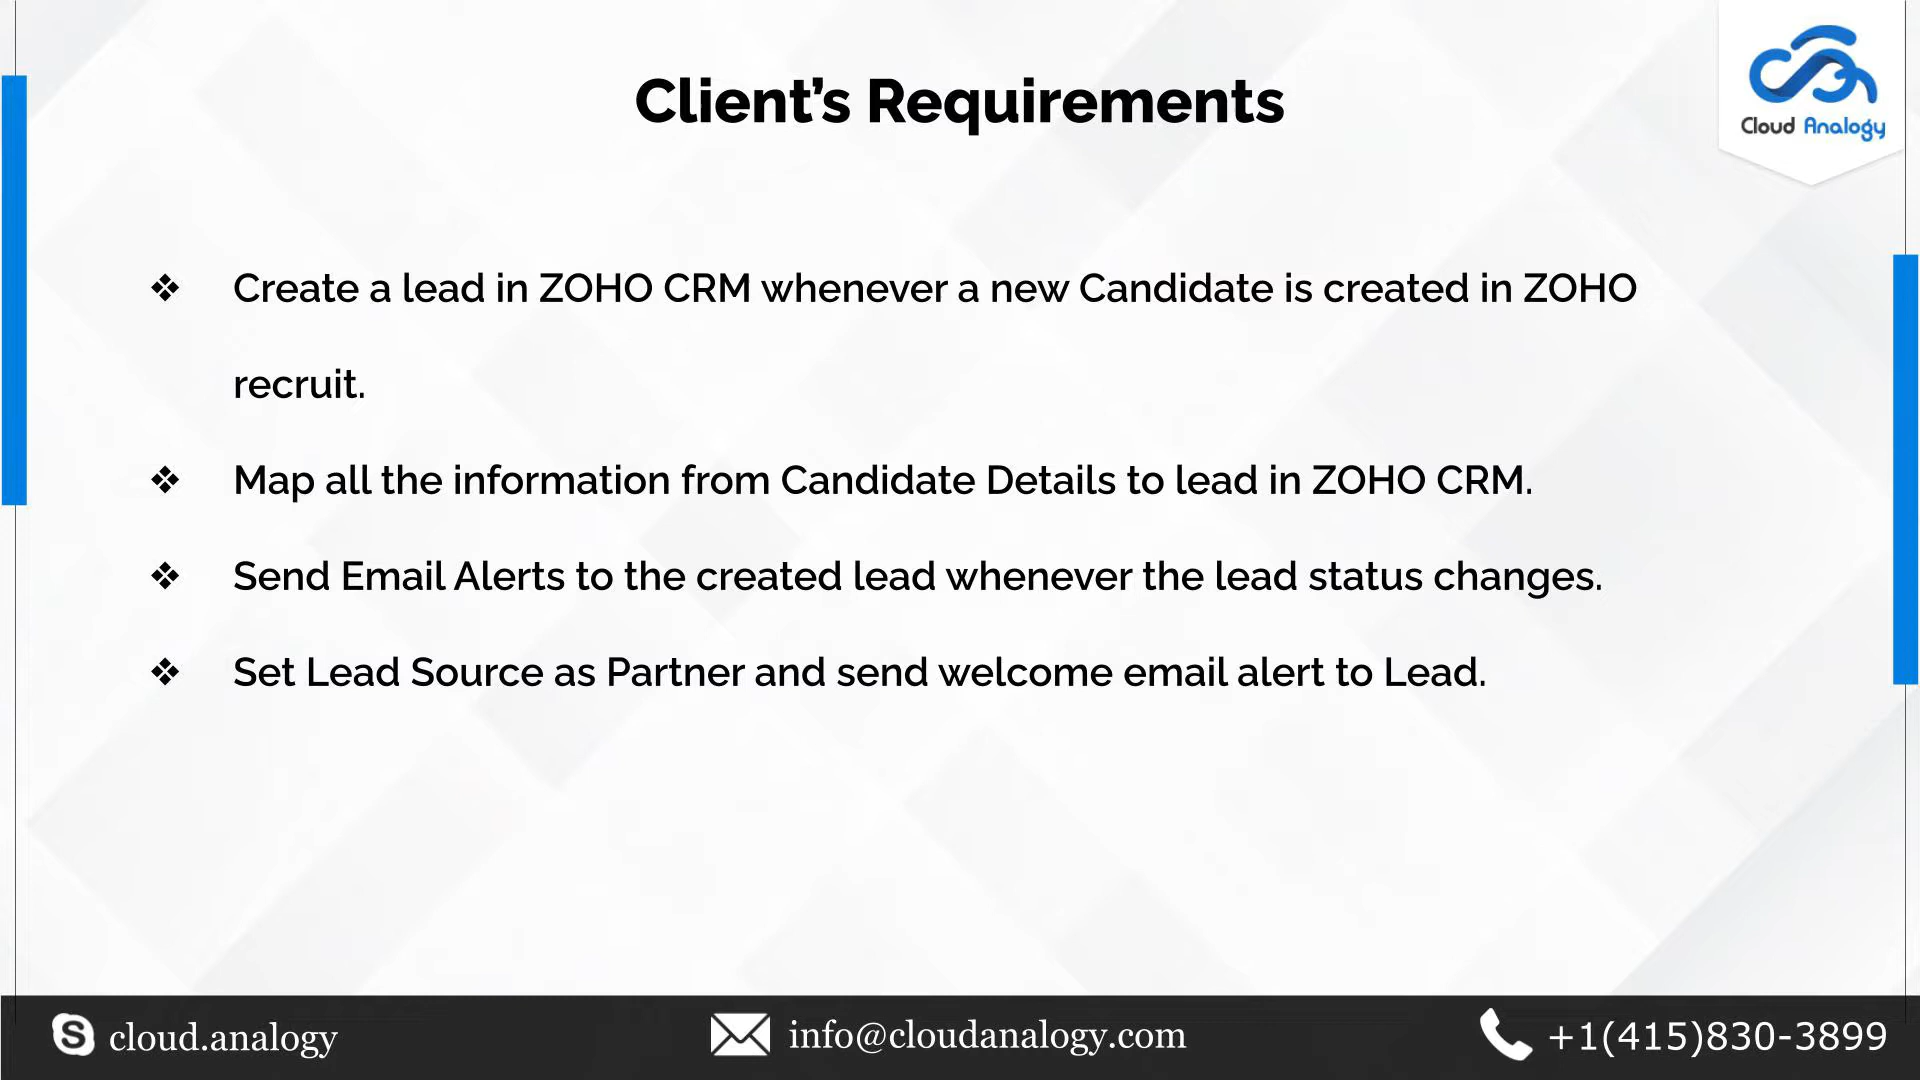 Client’s Requirements
Cloud Analogy
❖ Create a lead in ZOHO CRM whenever a new Candidate is created in ZOHO
recruit.
❖ Map all the information from Candidate Details to lead in ZOHO CRM.
❖ Send Email Alerts to the created lead whenever the lead status changes.
❖ Set Lead Source as Partner and send welcome email alert to Lead.
cloud.analogy
info@cloudanalogy.com
+1(415)830-3899